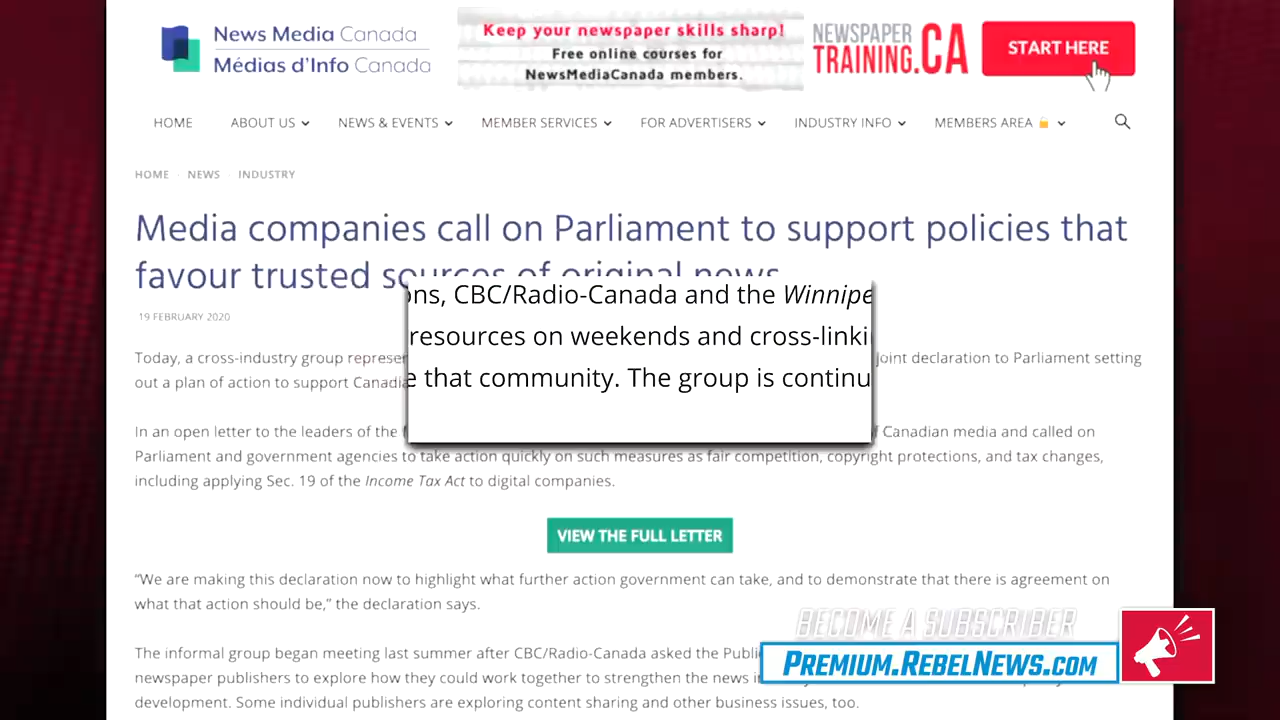 News Media Canada
Médias d'Info Canada
Keep your newspaper skills sharp!
Free online courses for
NewsMediaCanada members.
NEWSPAPER
TRAINING.CA
START HERE
HOME ABOUT US NEWS & EVENTS MEMBER SERVICES FOR ADVERTISERS INDUSTRY INFO MEMBERS AREA
HOME · NEWS · INDUSTRY
Media companies call on Parliament to support policies that
favour trusted sources of original news
19 FEBRUARY 2020
ons, CBC/Radio-Canada and the Winnipe
resources on weekends and cross-linki
e that community. The group is continu
Today, a cross-industry group represen joint declaration to Parliament setting
out a plan of action to support Canadia
In an open letter to the leaders of the of Canadian media and called on
Parliament and government agencies to take action quickly on such measures as fair competition, copyright protections, and tax changes,
including applying Sec. 19 of the Income Tax Act to digital companies.
VIEW THE FULL LETTER
“We are making this declaration now to highlight what further action government can take, and to demonstrate that there is agreement on
what that action should be,” the declaration says.
The informal group began meeting last summer after CBC/Radio-Canada asked the Publi
newspaper publishers to explore how they could work together to strengthen the news in
development. Some individual publishers are exploring content sharing and other business issues, too.
BECOME A SUBSCRIBER
PREMIUM.REBELNEWS.COM